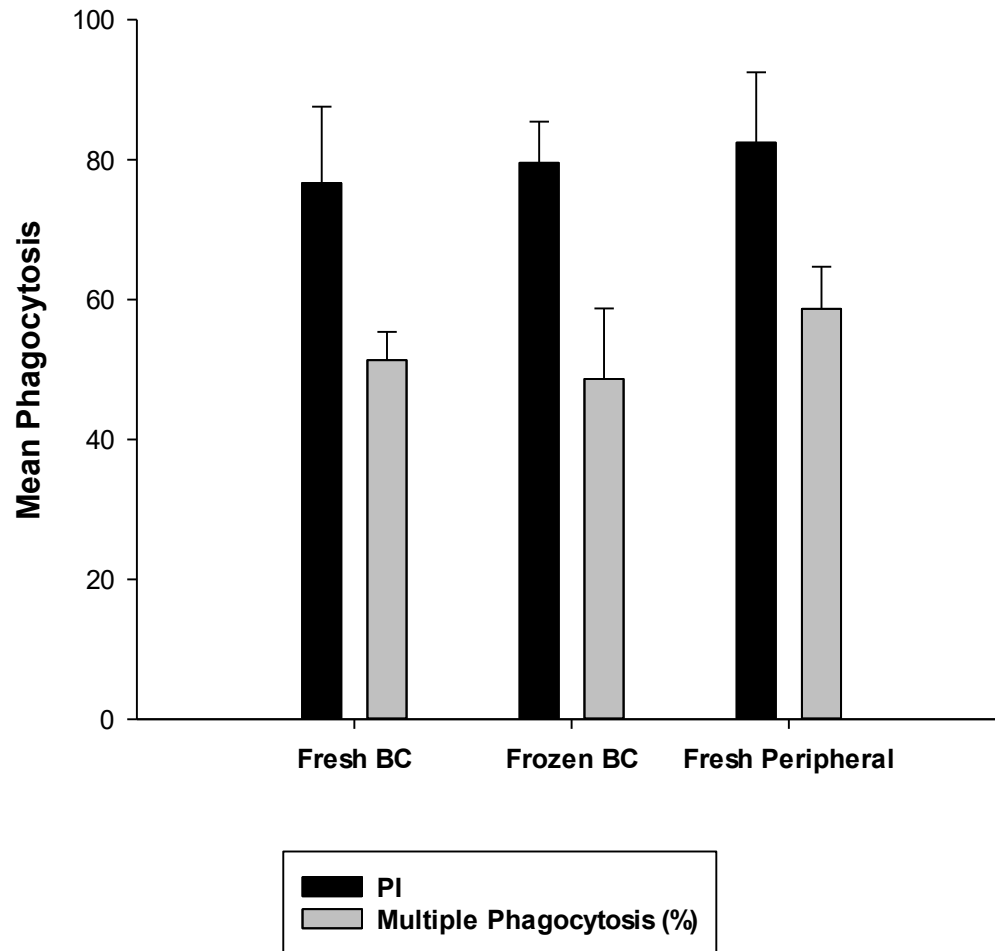 100
80
60
40
20
0
Mean Phagocytosis
Fresh BC Frozen BC Fresh Peripheral
PI
Multiple Phagocytosis (%)